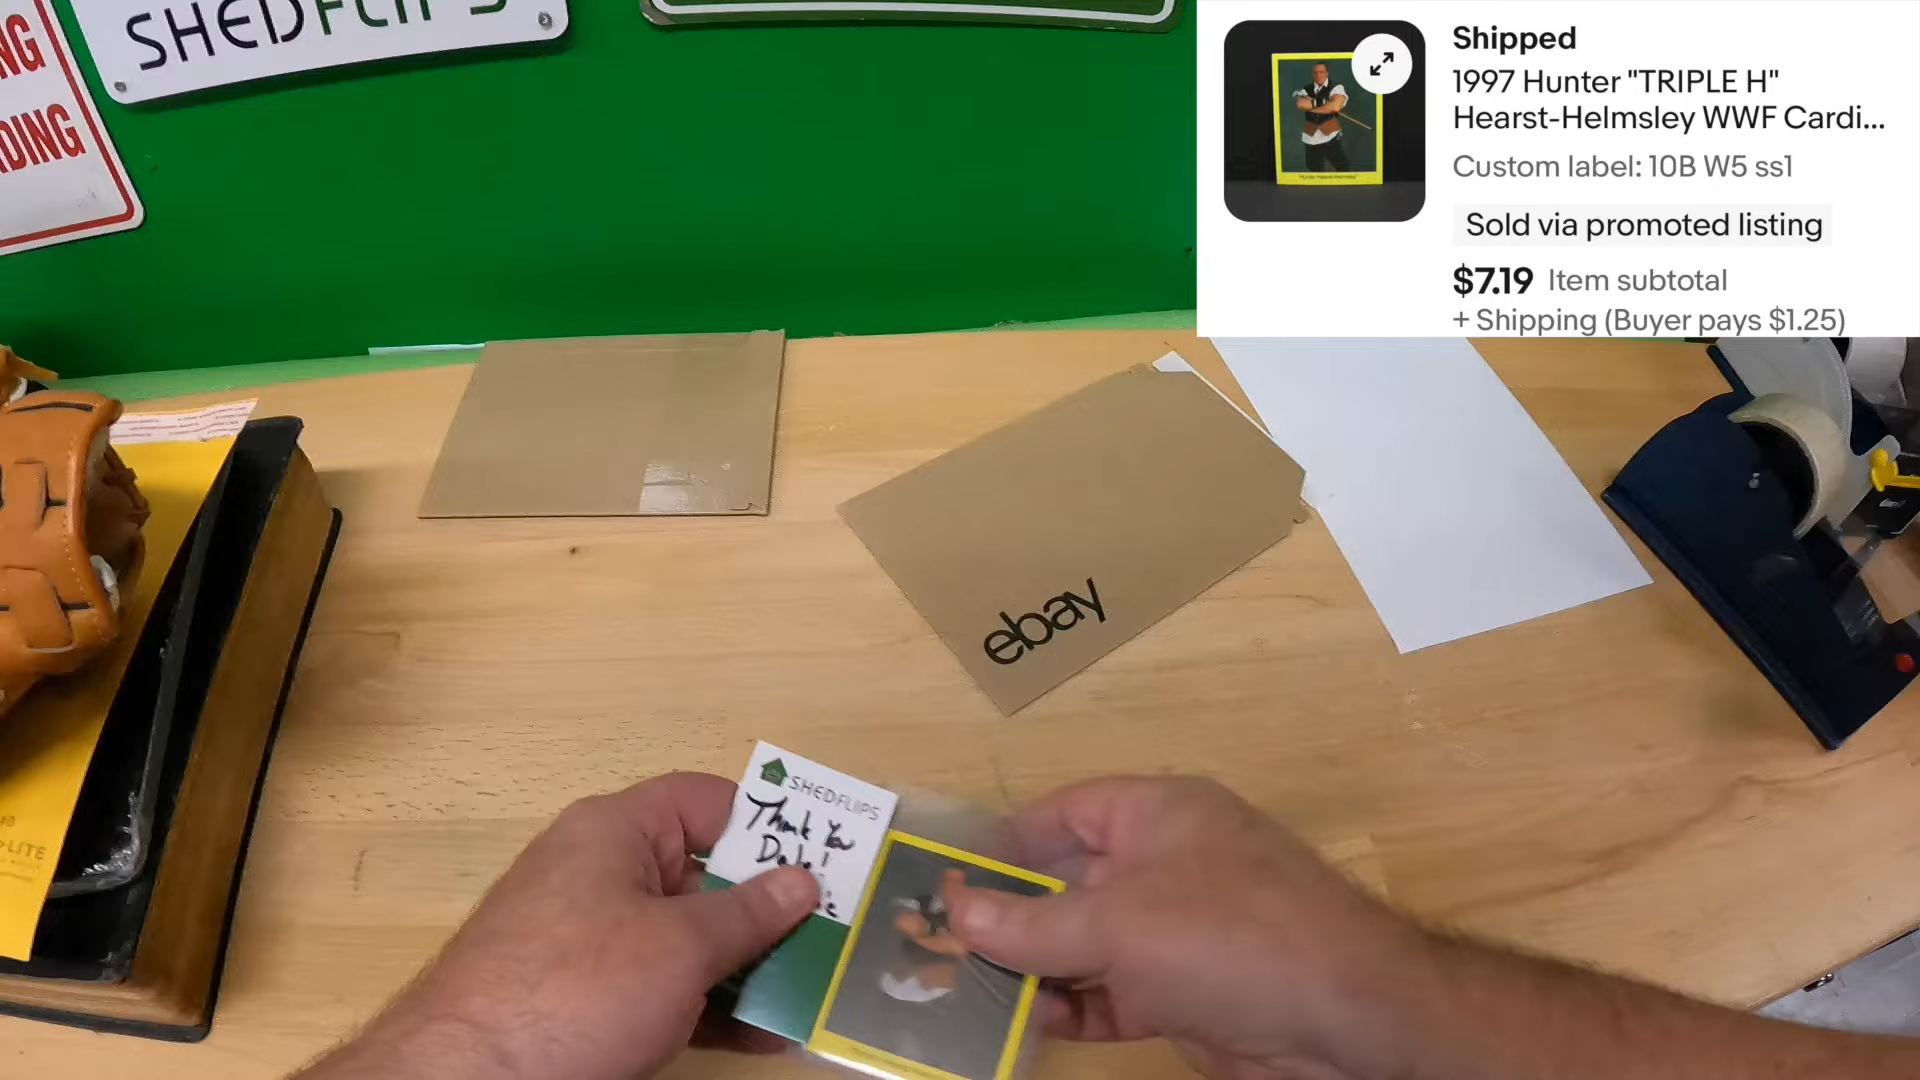 SHEDFLIPS
NG
DING
Shipped
1997 Hunter "TRIPLE H"
Hearst-Helmsley WWF Cardi...
Custom label: 10B W5 ss1
Sold via promoted listing
$7.19 Item subtotal
+ Shipping (Buyer pays $1.25)
ebay
SHEDFLIPS
Thank You
LITE